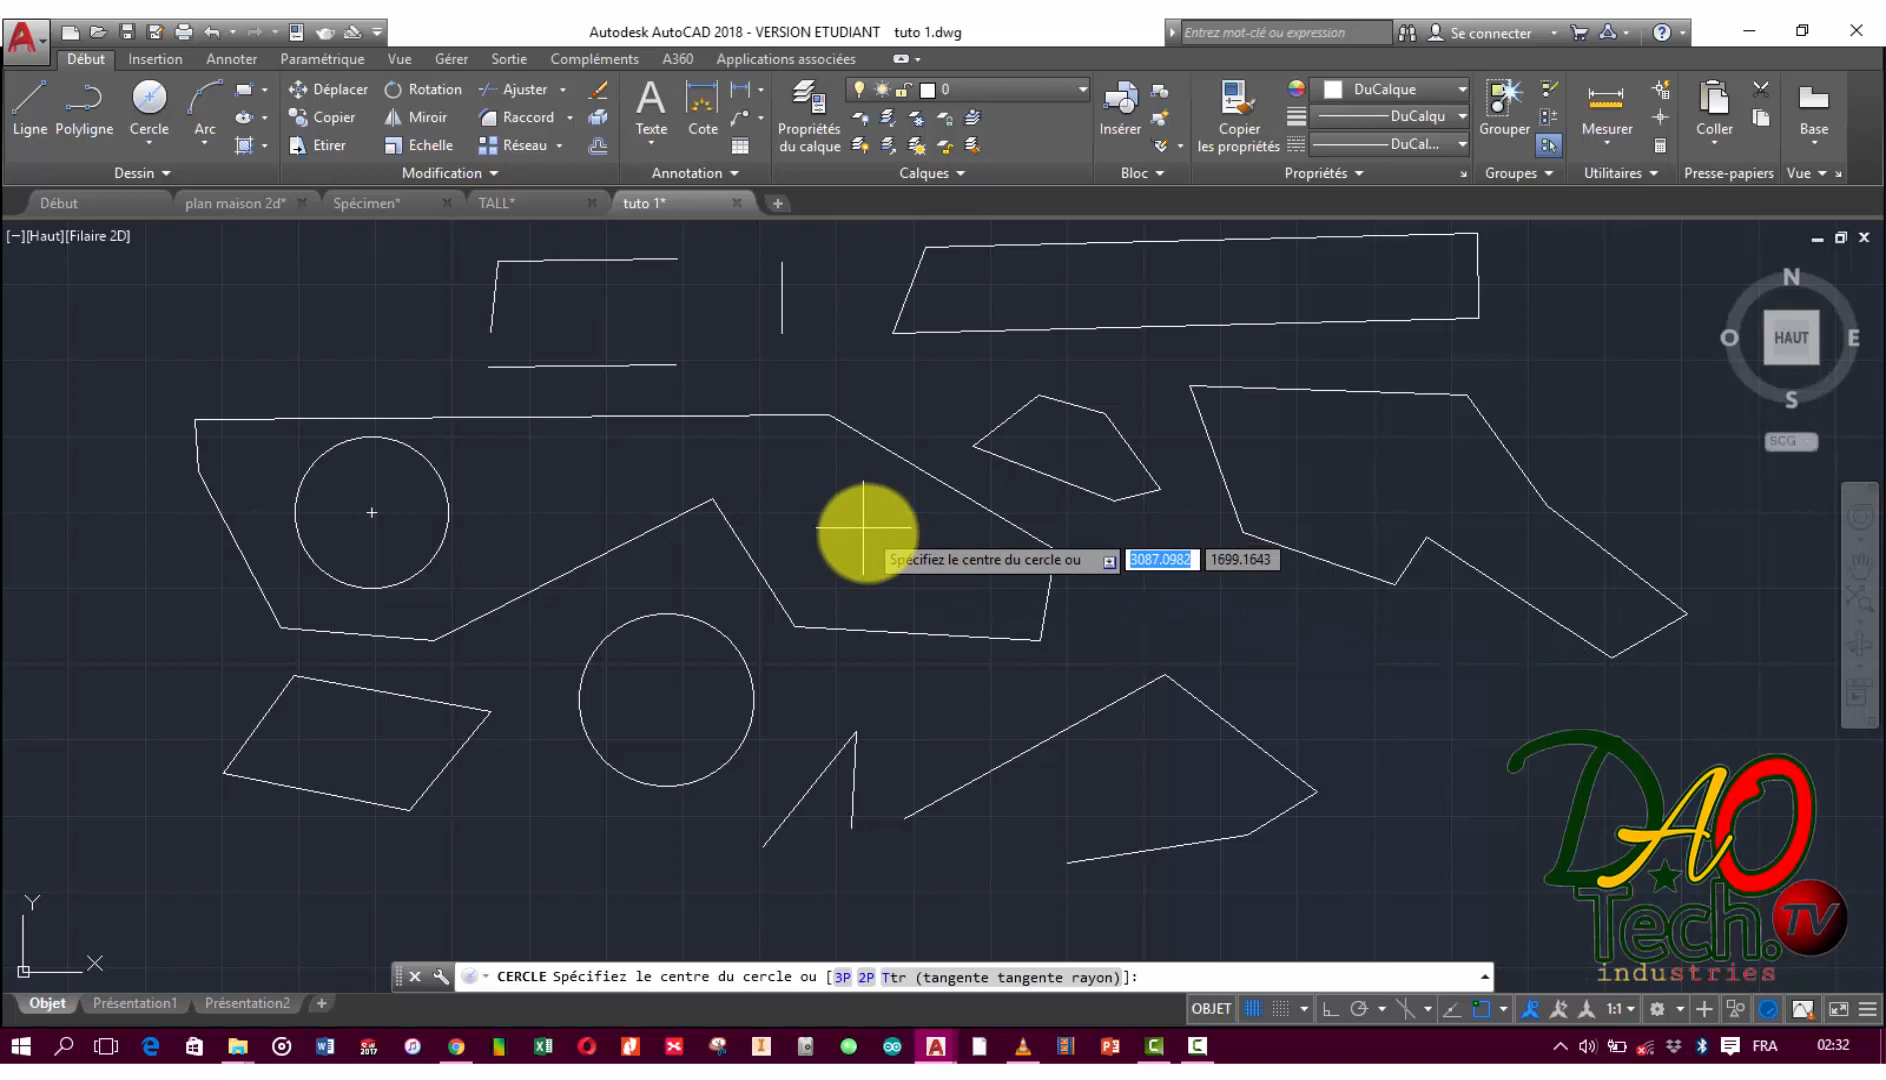 Autodesk AutoCAD 2018 - VERSION ETUDIANT tuto 1.dwg
Entrez mot-clé ou expression
Se connecter
Début Insertion Annoter Paramétrique Vue Gérer Sortie Compléments A360 Applications associées
Ligne Polyligne Cercle Arc
Déplacer Rotation Ajuster
Copier Miroir Raccord
Etirer Echelle Réseau
Texte Cote
Propriétés
du calque
0
Insérer
Copier
les propriétés
DuCalque
DuCalqu
DuCal...
Grouper Mesurer Coller Base
Dessin Modification Annotation Calques Bloc Propriétés Groupes Utilitaires Presse-papiers Vue
Début plan maison 2d* Spécimen* TALL* tuto 1*
[−][Haut][Filaire 2D]
N
O HAUT E
S
SCG
Spécifiez le centre du cercle ou 3087.0982 1699.1643
DAO
Tech.
TV
industries
Y
X
CERCLE Spécifiez le centre du cercle ou [3P 2P Ttr (tangente tangente rayon)]:
Objet Présentation1 Présentation2
OBJET 1:1
FRA 02:32